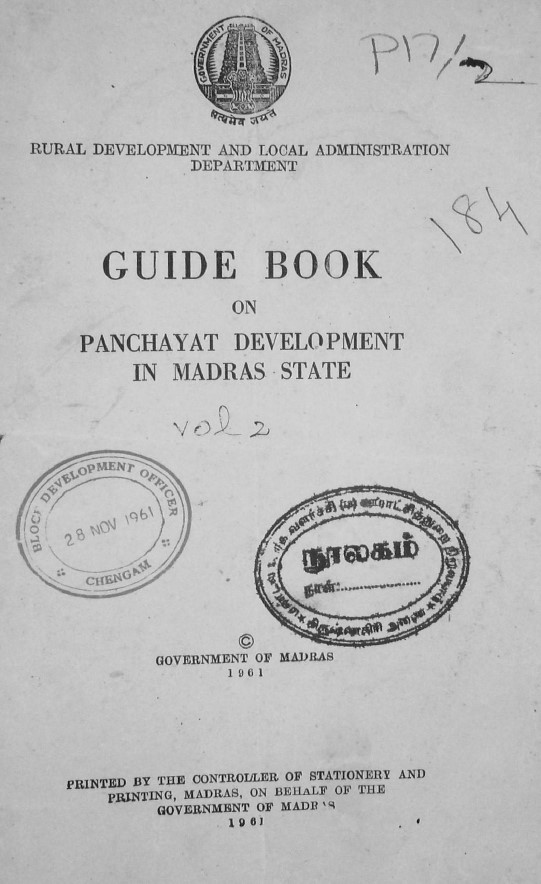 GOVERNMENT OF MADRAS
सत्यमेव जयते
P17/2
RURAL DEVELOPMENT AND LOCAL ADMINISTRATION
DEPARTMENT
184
GUIDE BOOK
ON
PANCHAYAT DEVELOPMENT
IN MADRAS STATE
vol 2
BLOCK DEVELOPMENT OFFICER
28 NOV 1961
CHENGAM
நூலகம்
நாள்:....................
கிருஷ்ணகிரி அணை
©
GOVERNMENT OF MADRAS
1961
PRINTED BY THE CONTROLLER OF STATIONERY AND
PRINTING, MADRAS, ON BEHALF OF THE
GOVERNMENT OF MADRAS
1961